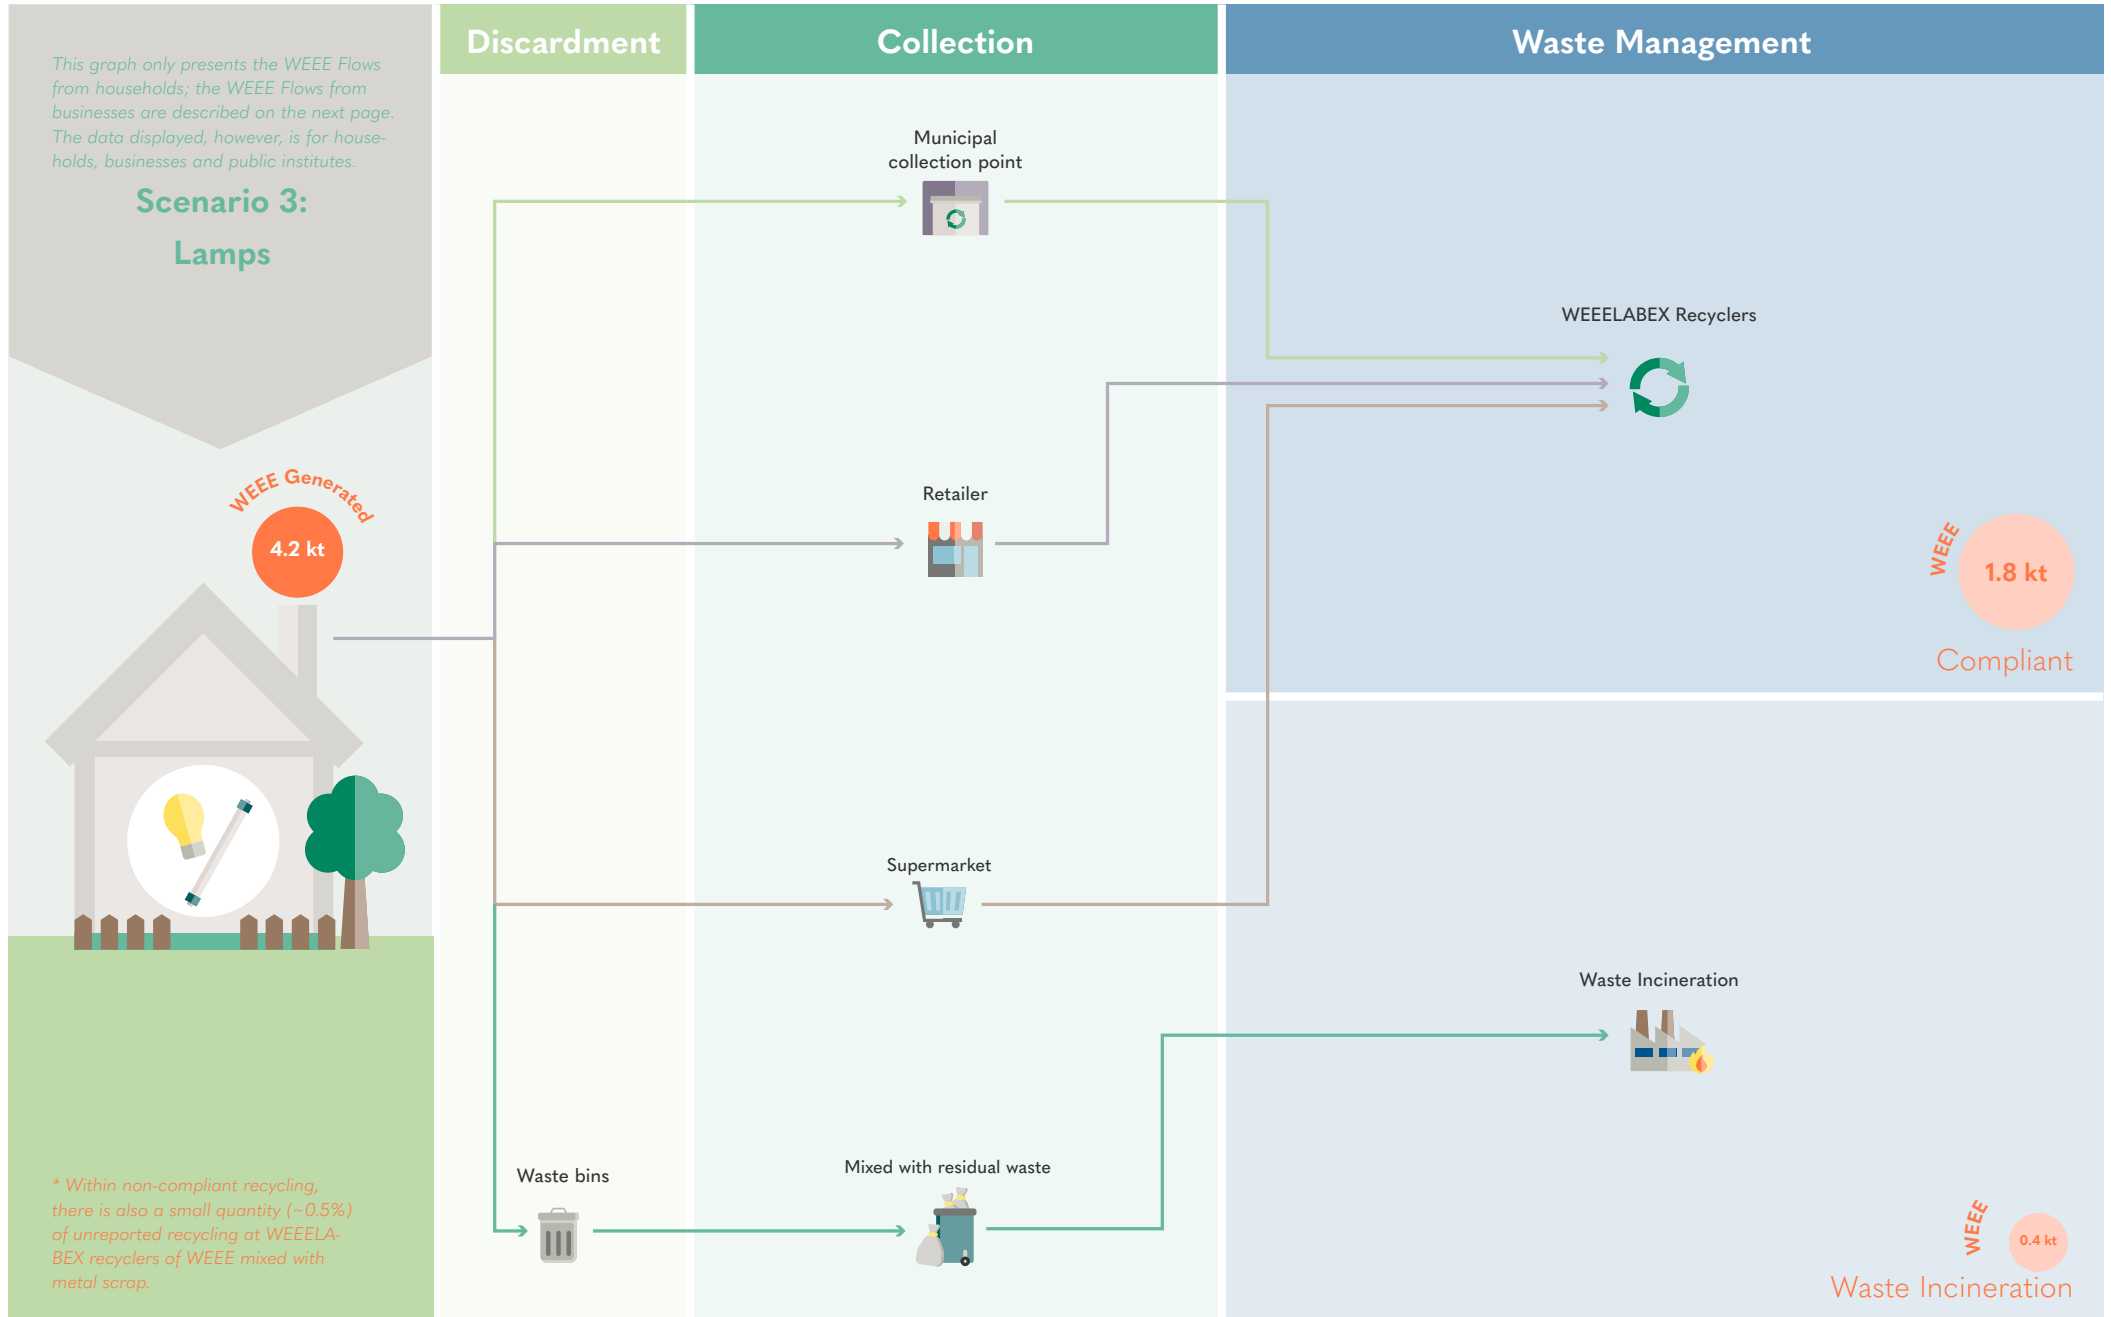 This graph only presents the WEEE Flows
from households; the WEEE Flows from
businesses are described on the next page.
The data displayed, however, is for house-
holds, businesses and public institutes.
Scenario 3:
Lamps
WEEE Generated
4.2 kt
* Within non-compliant recycling,
there is also a small quantity (~0.5%)
of unreported recycling at WEEELA-
BEX recyclers of WEEE mixed with
metal scrap.
Discardment
Waste bins
Collection
Municipal
collection point
Retailer
Supermarket
Mixed with residual waste
Waste Management
WEEELABEX Recyclers
WEEE
1.8 kt
Compliant
Waste Incineration
WEEE
0.4 kt
Waste Incineration